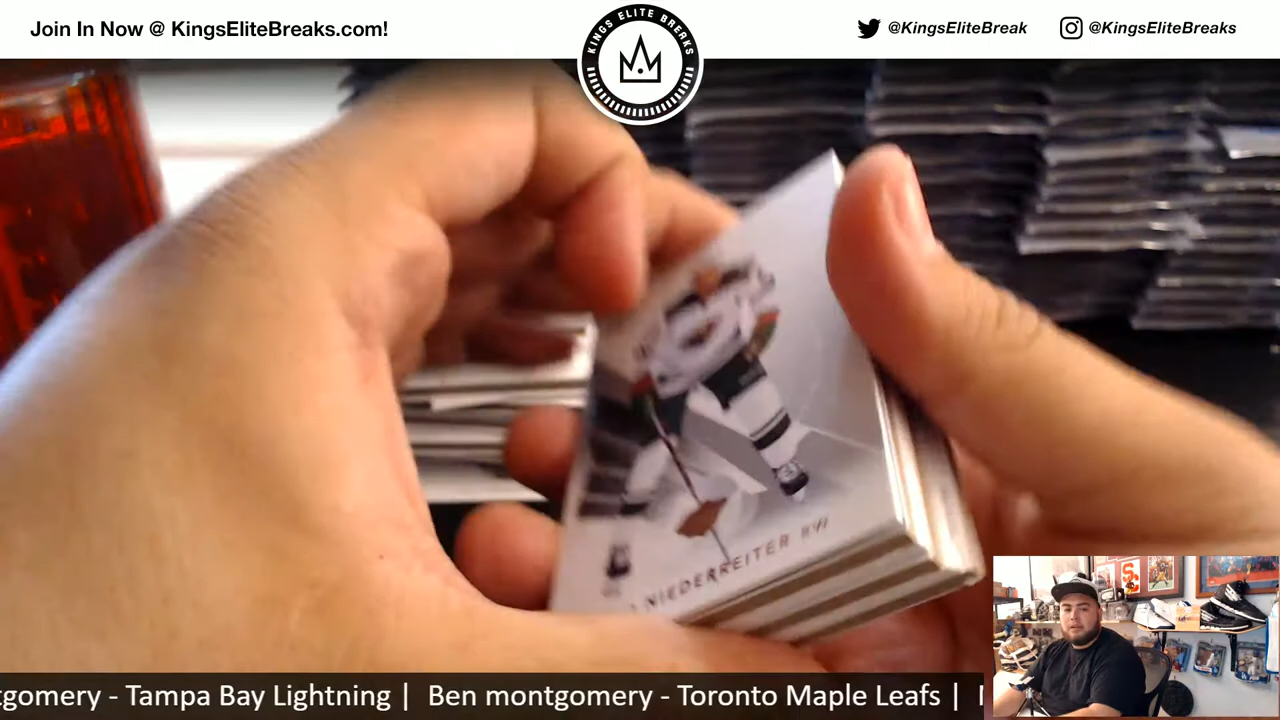 Join In Now @ KingsEliteBreaks.com!
KINGS ELITE BREAKS
@KingsEliteBreak
@KingsEliteBreaks
NIEDERREITER RW
tgomery - Tampa Bay Lightning | Ben montgomery - Toronto Maple Leafs |